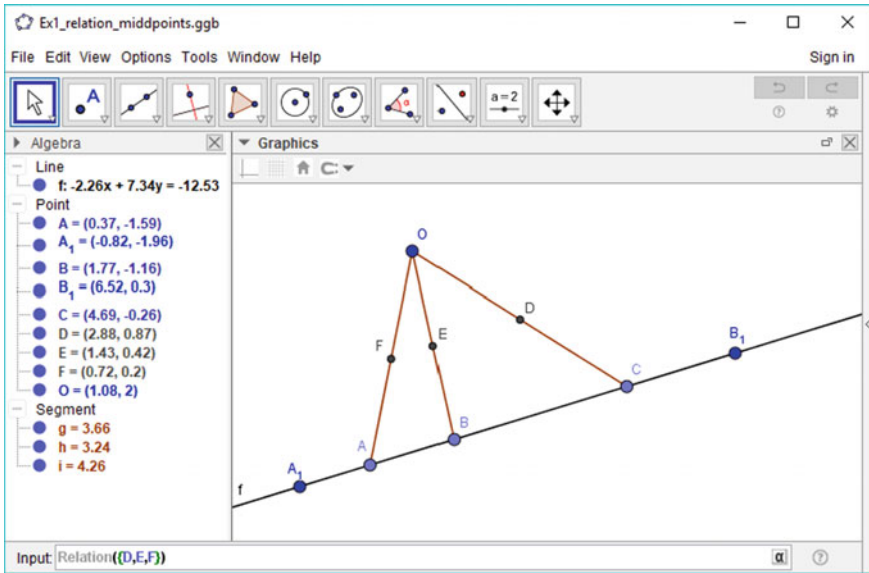 Ex1_relation_middpoints.ggb
File Edit View Options Tools Window Help Sign in
A
a=2
Algebra
Graphics
Line
f: -2.26x + 7.34y = -12.53
Point
A = (0.37, -1.59)
A₁ = (-0.82, -1.96)
B = (1.77, -1.16)
B₁ = (6.52, 0.3)
C = (4.69, -0.26)
D = (2.88, 0.87)
E = (1.43, 0.42)
F = (0.72, 0.2)
O = (1.08, 2)
Segment
g = 3.66
h = 3.24
i = 4.26
O
D
E
F
B₁
C
B
A
A₁
f
Input: Relation({D,E,F})
α